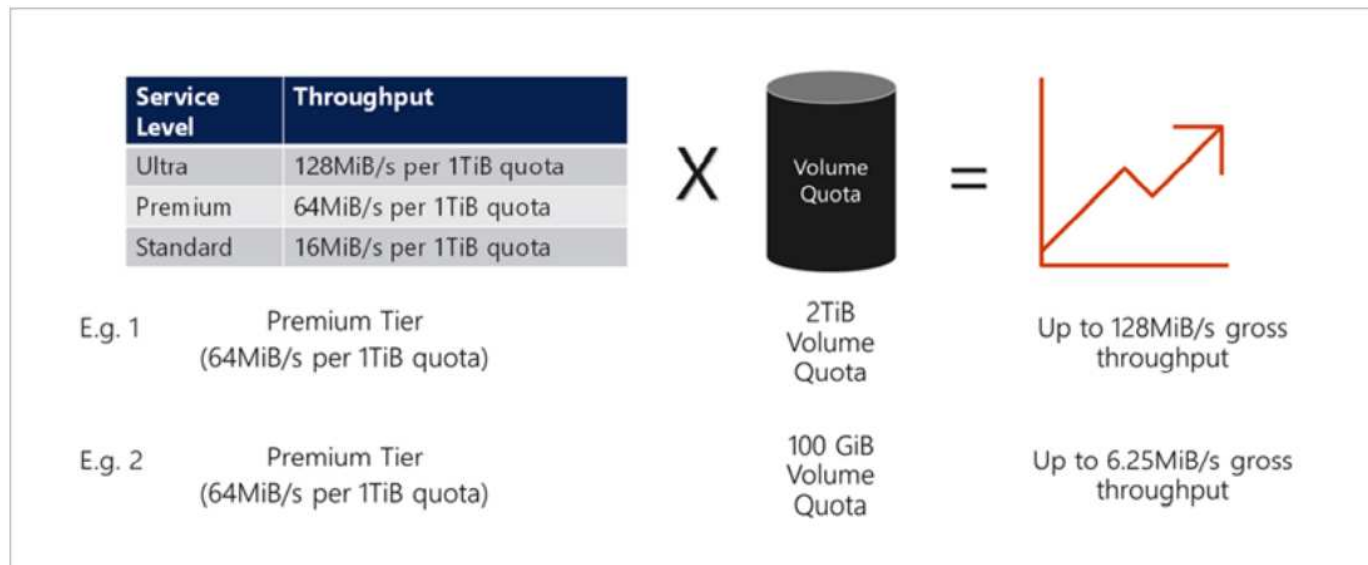 Service Level Throughput
Ultra 128MiB/s per 1TiB quota
Premium 64MiB/s per 1TiB quota
Standard 16MiB/s per 1TiB quota
X
Volume
Quota
=
E.g. 1
Premium Tier
(64MiB/s per 1TiB quota)
2TiB
Volume
Quota
Up to 128MiB/s gross
throughput
E.g. 2
Premium Tier
(64MiB/s per 1TiB quota)
100 GiB
Volume
Quota
Up to 6.25MiB/s gross
throughput